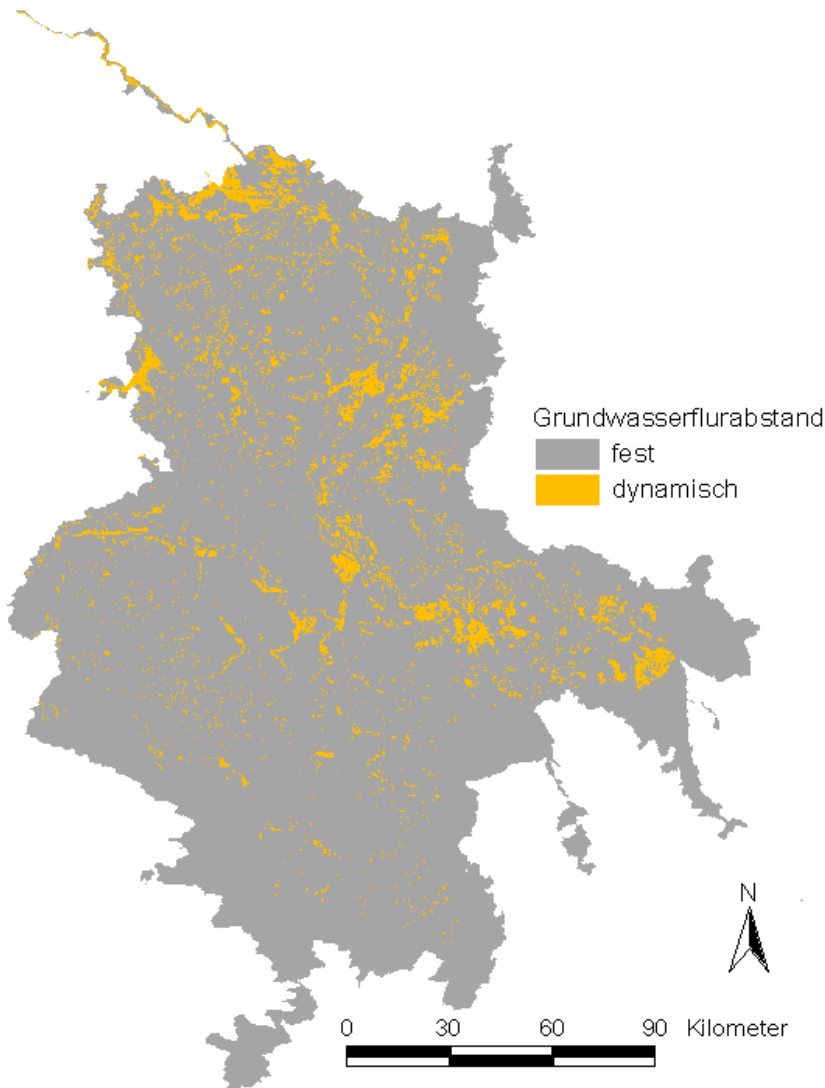 Grundwasserflurabstand
fest
dynamisch
N
0 30 60 90 Kilometer